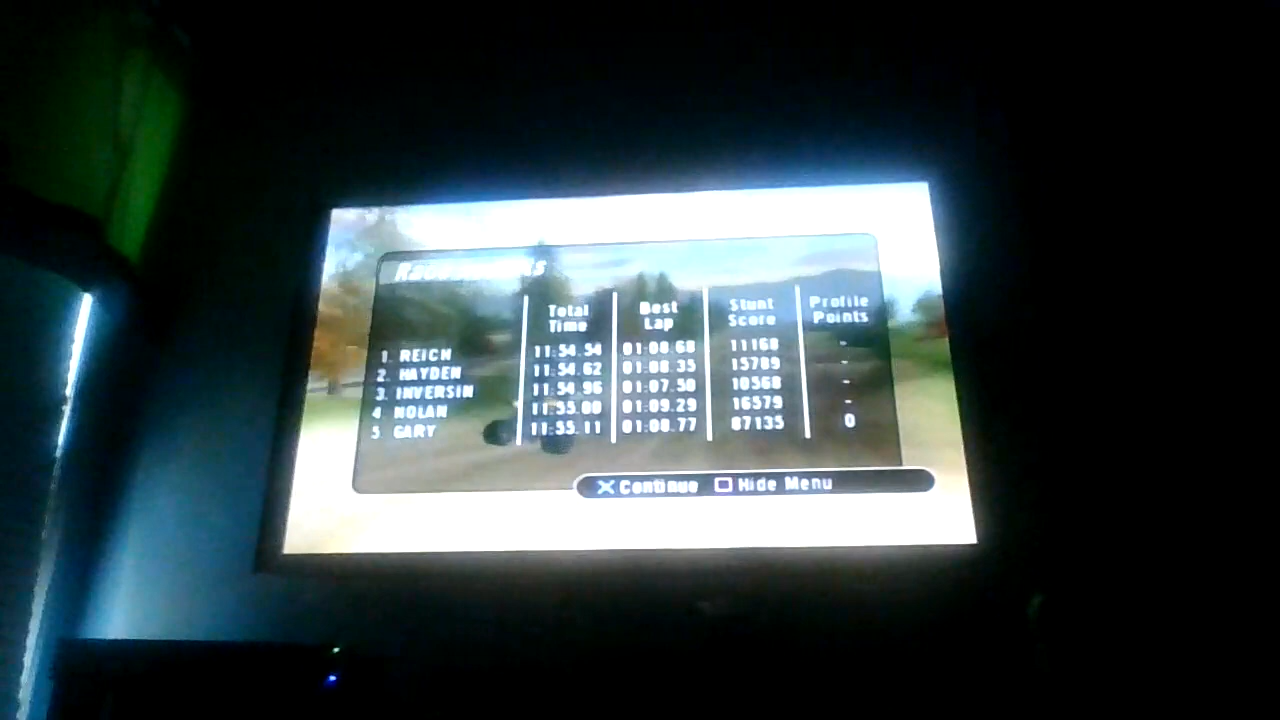 Total Time
Best Lap
Stunt Score
Profile Points
1. REICH 11:54.54 01:08.68 11168 -
2. HAYDEN 11:54.62 01:08.35 15789 -
3. INVERSIN 11:54.96 01:07.50 10568 -
4 NOLAN 11:55.00 01:09.29 16579 -
5 GARY 11:55.11 01:08.77 87135 0
Continue Hide Menu